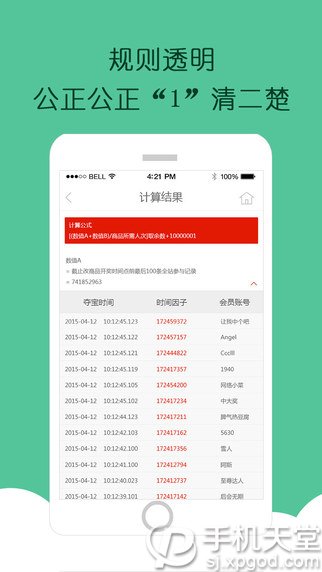 规则透明
公正公正“1”清二楚
BELL 4:21 PM 100%
计算结果
计算公式
[(数值A+数值B)/商品所需人次]取余数+10000001
数值A
= 截止改商品开奖时间点前最后100条全站参与记录
= 741852963
夺宝时间 时间因子 会员账号
2015-04-12 10:12:45.123 172459372 让我中个吧
2015-04-12 10:12:45.122 172457157 Angel
2015-04-12 10:12:45.121 172444822 CccIII
2015-04-12 10:12:45.119 172417357 1940
2015-04-12 10:12:45.105 172454200 网络小菜
2015-04-12 10:12:45.104 172417234 中大奖
2015-04-12 10:12:44.123 172417211 脾气热豆腐
2015-04-12 10:12:43.102 172417162 5630
2015-04-12 10:12:42.100 172417356 雪人
2015-04-12 10:12:41.100 172412794 阿斯
2015-04-12 10:12:40.124 172412757 至尊达人
2015-04-12 10:12:39.101 172417142 后会无期
手机天堂
sj.xpgod.com